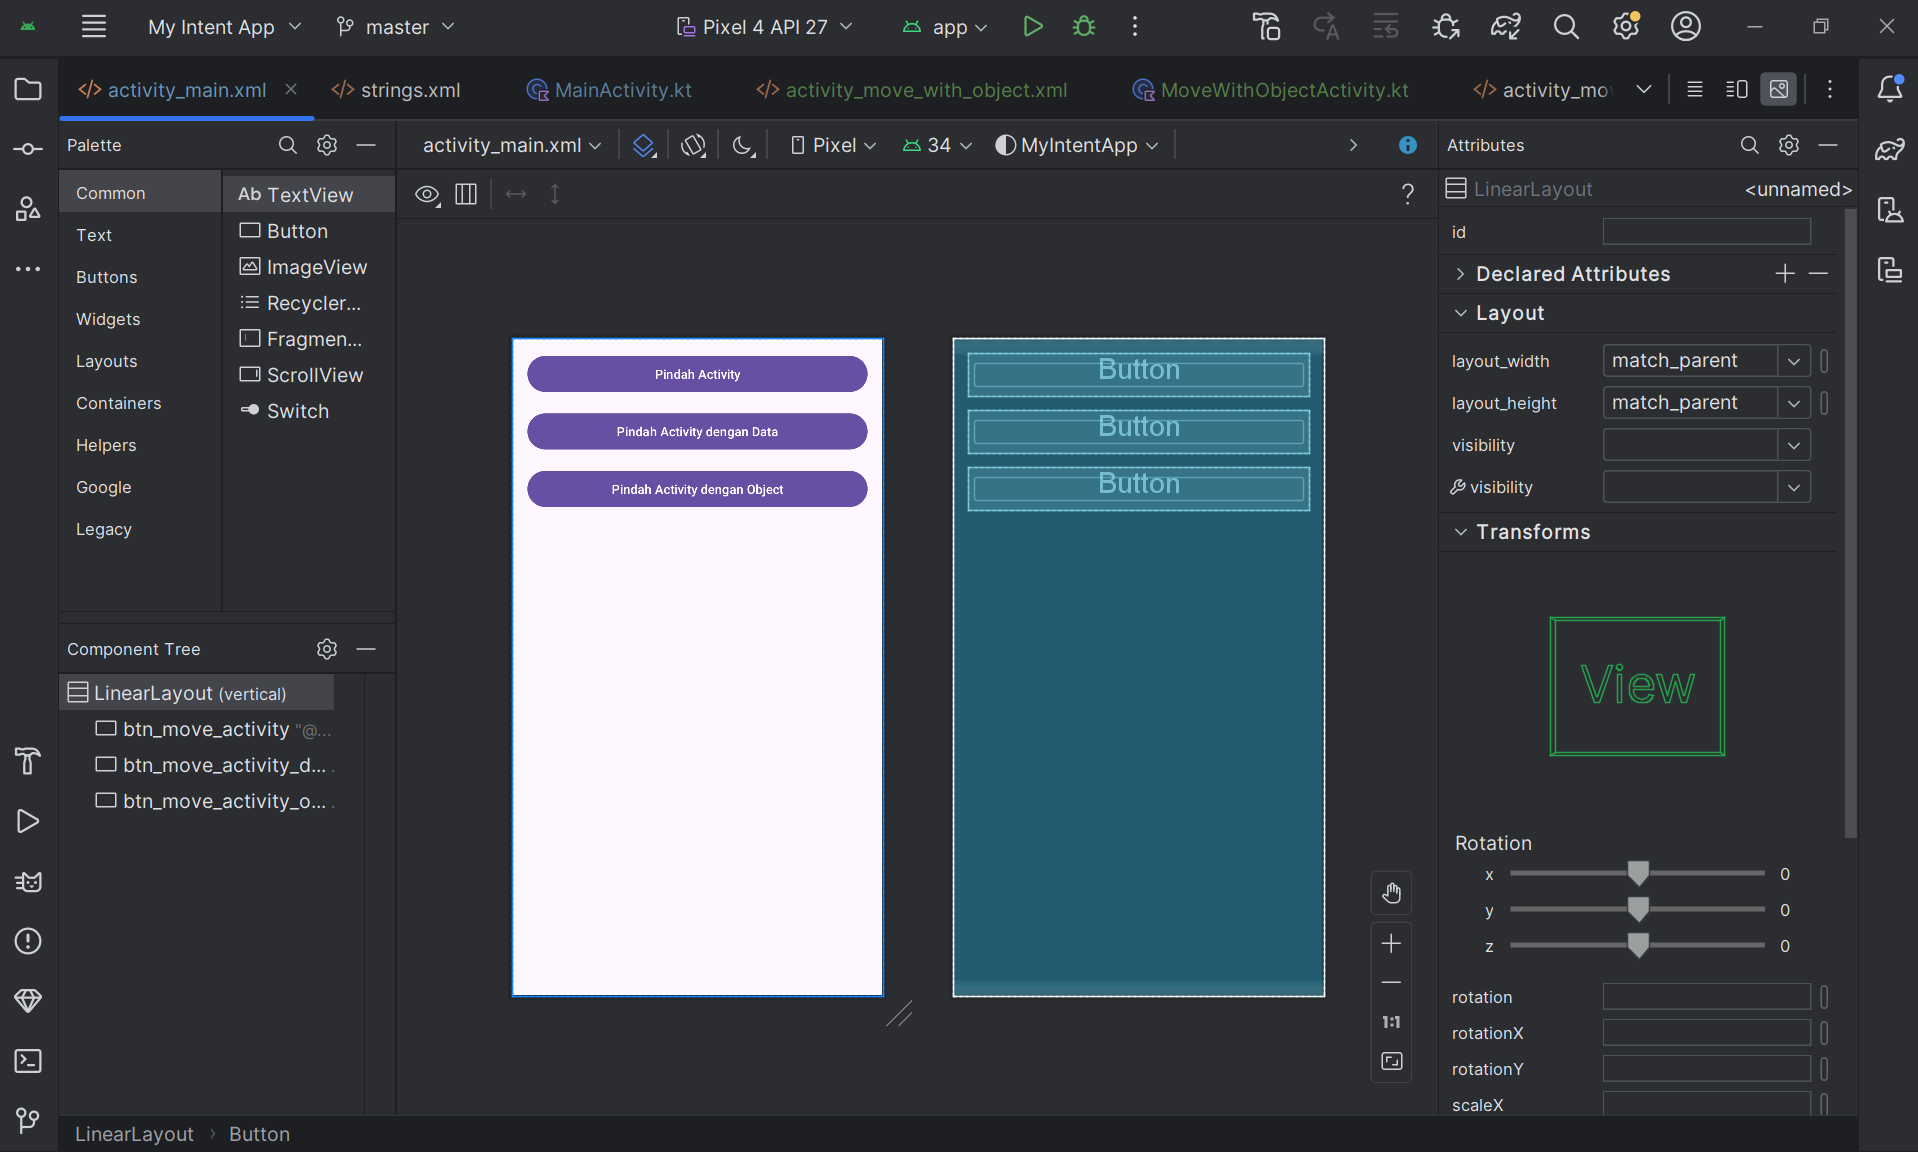 My Intent App
master
Pixel 4 API 27
app
activity_main.xml
strings.xml
MainActivity.kt
activity_move_with_object.xml
MoveWithObjectActivity.kt
activity_mo
Palette
activity_main.xml
Pixel
34
MyIntentApp
Attributes
Common
Text
Buttons
Widgets
Layouts
Containers
Helpers
Google
Legacy
Ab TextView
Button
ImageView
Recycler...
Fragmen...
ScrollView
Switch
?
LinearLayout <unnamed>
id
Declared Attributes
Layout
layout_width match_parent
layout_height match_parent
visibility
visibility
Transforms
View
Rotation
x 0
y 0
z 0
rotation
rotationX
rotationY
scaleX
Pindah Activity
Pindah Activity dengan Data
Pindah Activity dengan Object
Button
Button
Button
1:1
Component Tree
LinearLayout (vertical)
btn_move_activity "@...
btn_move_activity_d...
btn_move_activity_o...
LinearLayout > Button